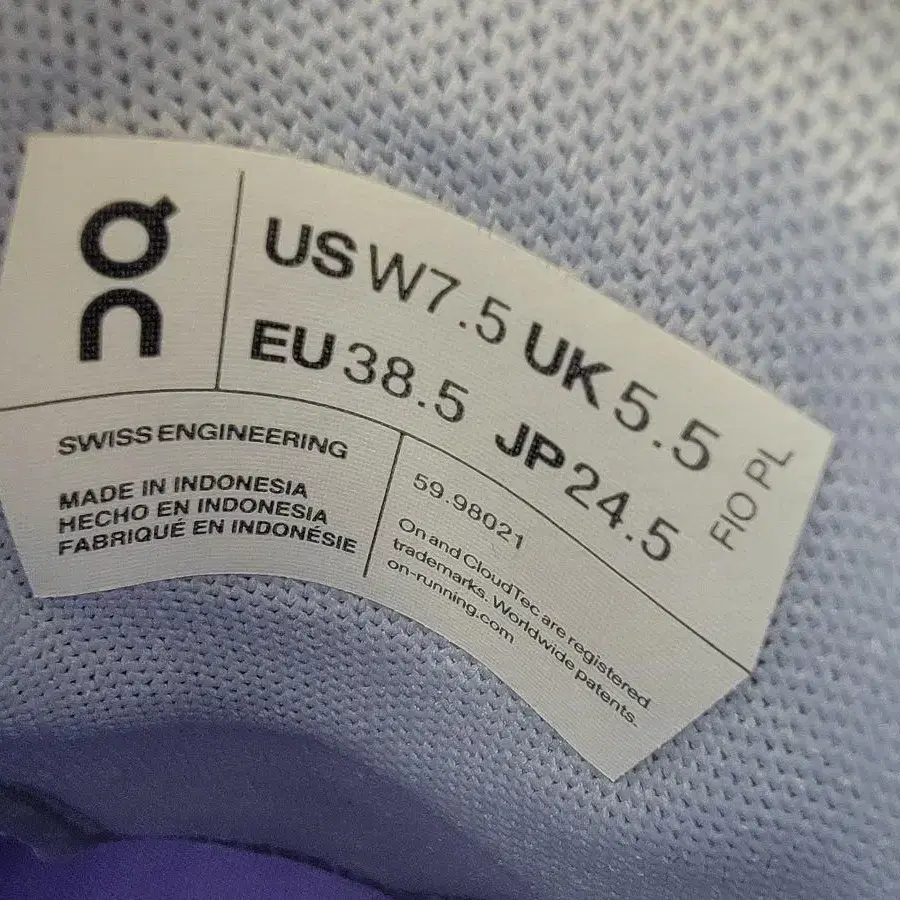 On
US W7.5 UK 5.5
EU 38.5 JP 24.5
FIO PL
SWISS ENGINEERING
MADE IN INDONESIA
HECHO EN INDONESIA
FABRIQUÉ EN INDONÉSIE
59.98021
On and CloudTec are registered
trademarks. Worldwide patents.
on-running.com